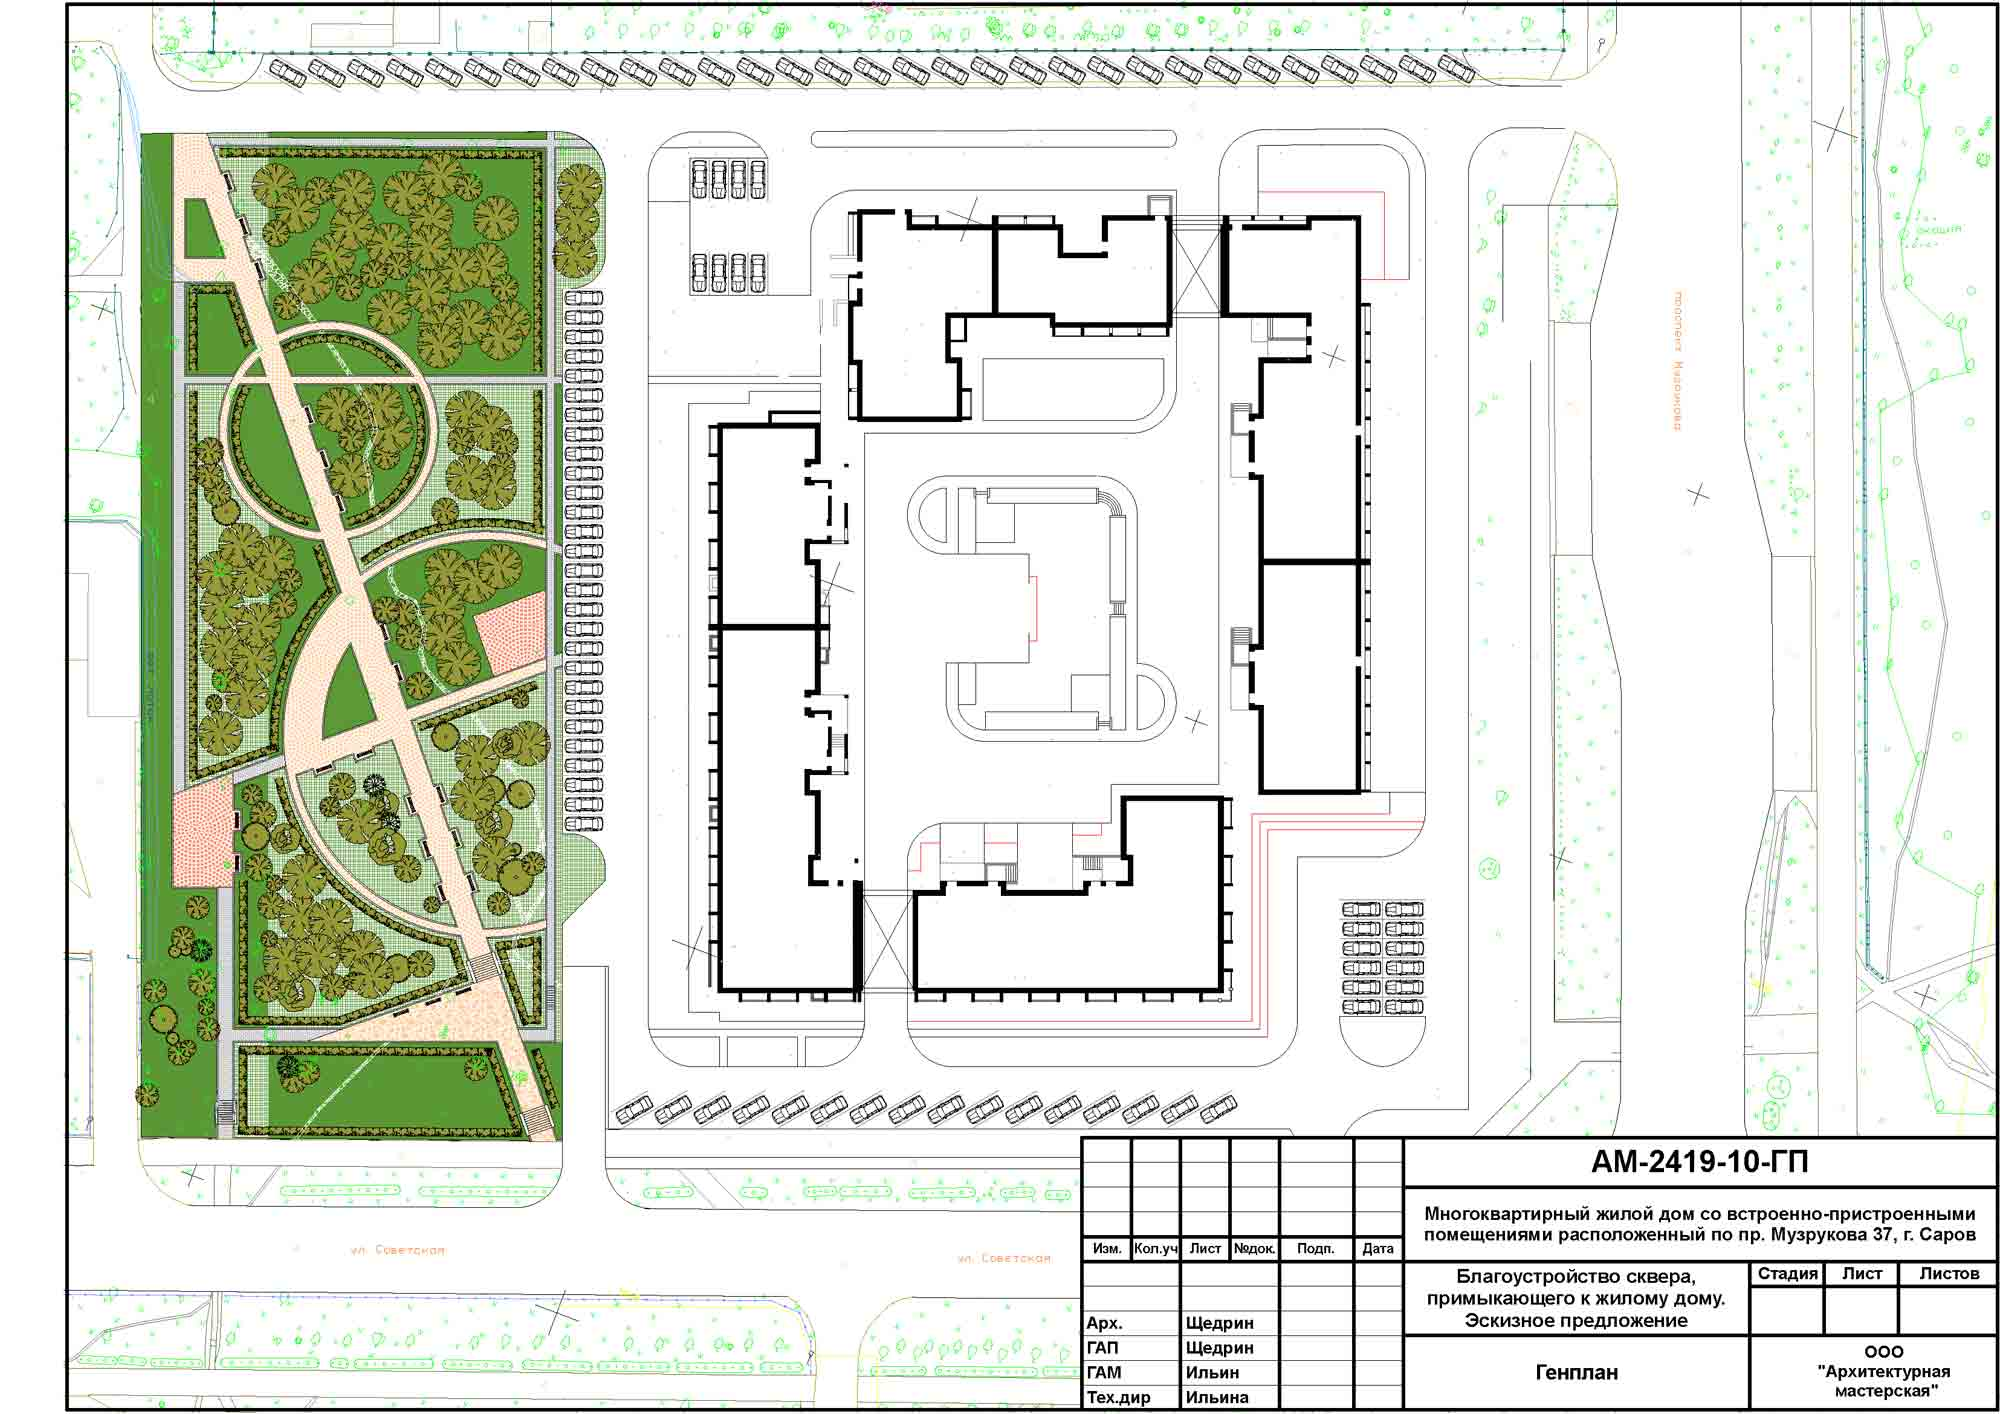 проспект Музрукова
ул. Советская
ул. Советская
АМ-2419-10-ГП
Многоквартирный жилой дом со встроенно-пристроенными
помещениями расположенный по пр. Музрукова 37, г. Саров
Изм. Кол.уч Лист №док. Подп. Дата
Благоустройство сквера,
примыкающего к жилому дому.
Эскизное предложение
Стадия Лист Листов
Арх. Щедрин
ГАП Щедрин
ГАМ Ильин
Тех.дир Ильина
Генплан
ООО
"Архитектурная
мастерская"